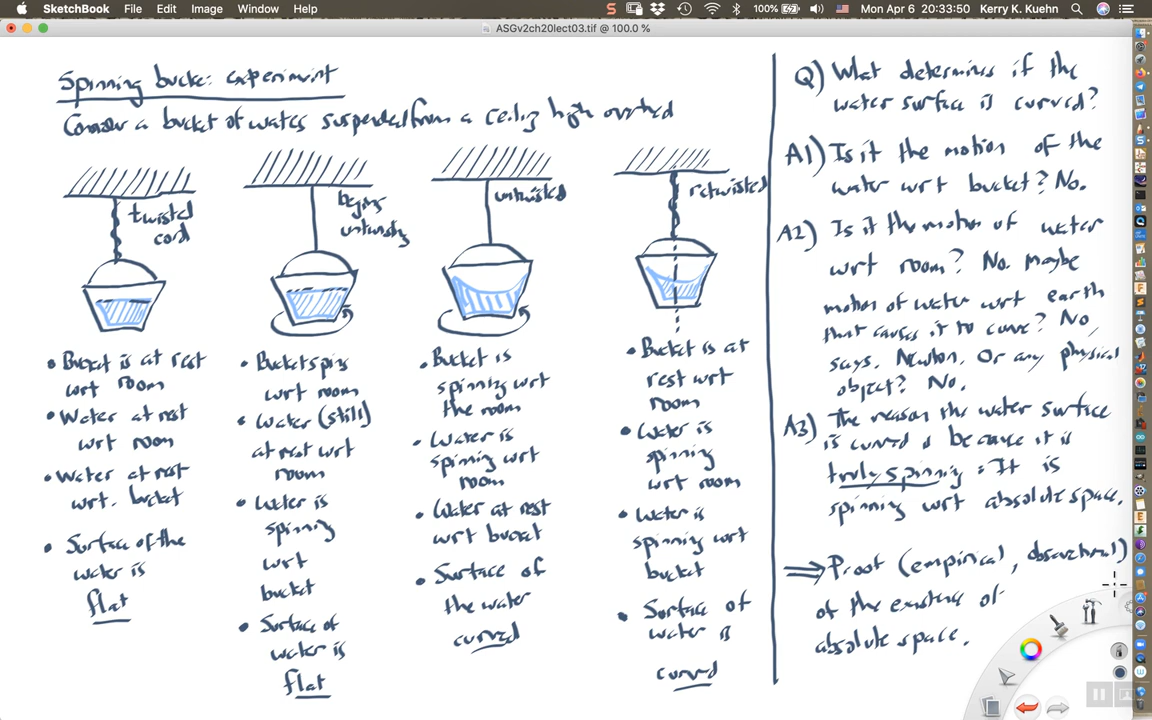 SketchBook File Edit Image Window Help
100% Mon Apr 6 20:33:50 Kerry K. Kuehn
ASGv2ch20lect03.tif @ 100.0 %
Spinning bucket experiment
Consider a bucket of water suspended from a ceiling high overhead
twisted
cord
begins
untwisting
untwisted
retwisted
• Bucket is at rest
wrt room
• Water at rest
wrt room
• Water at rest
wrt. bucket
• Surface of the
water is
flat
• Bucket spins
wrt room
• Water (still)
at rest wrt
room
• Water is
spinning
wrt
bucket
• Surface of
water is
flat
• Bucket is
spinning wrt
the room
• Water is
spinning wrt
room
• Water at rest
wrt bucket
• Surface of
the water
curved
• Bucket is at
rest wrt
room
• Water is
spinning
wrt room
• Water is
spinning wrt
bucket
• Surface of
water is
curved
Q) What determines if the
water surface is curved?
A1) Is it the motion of the
water wrt bucket? No.
A2) Is it the motion of water
wrt room? No. Maybe
motion of water wrt earth
that causes it to curve? No,
says, Newton. Or any physical
object? No.
A3) The reason the water surface
is curved is because it is
truly spinning. It is
spinning wrt absolute space.
⇒ Proof (empirical, observational)
of the existence of
absolute space.